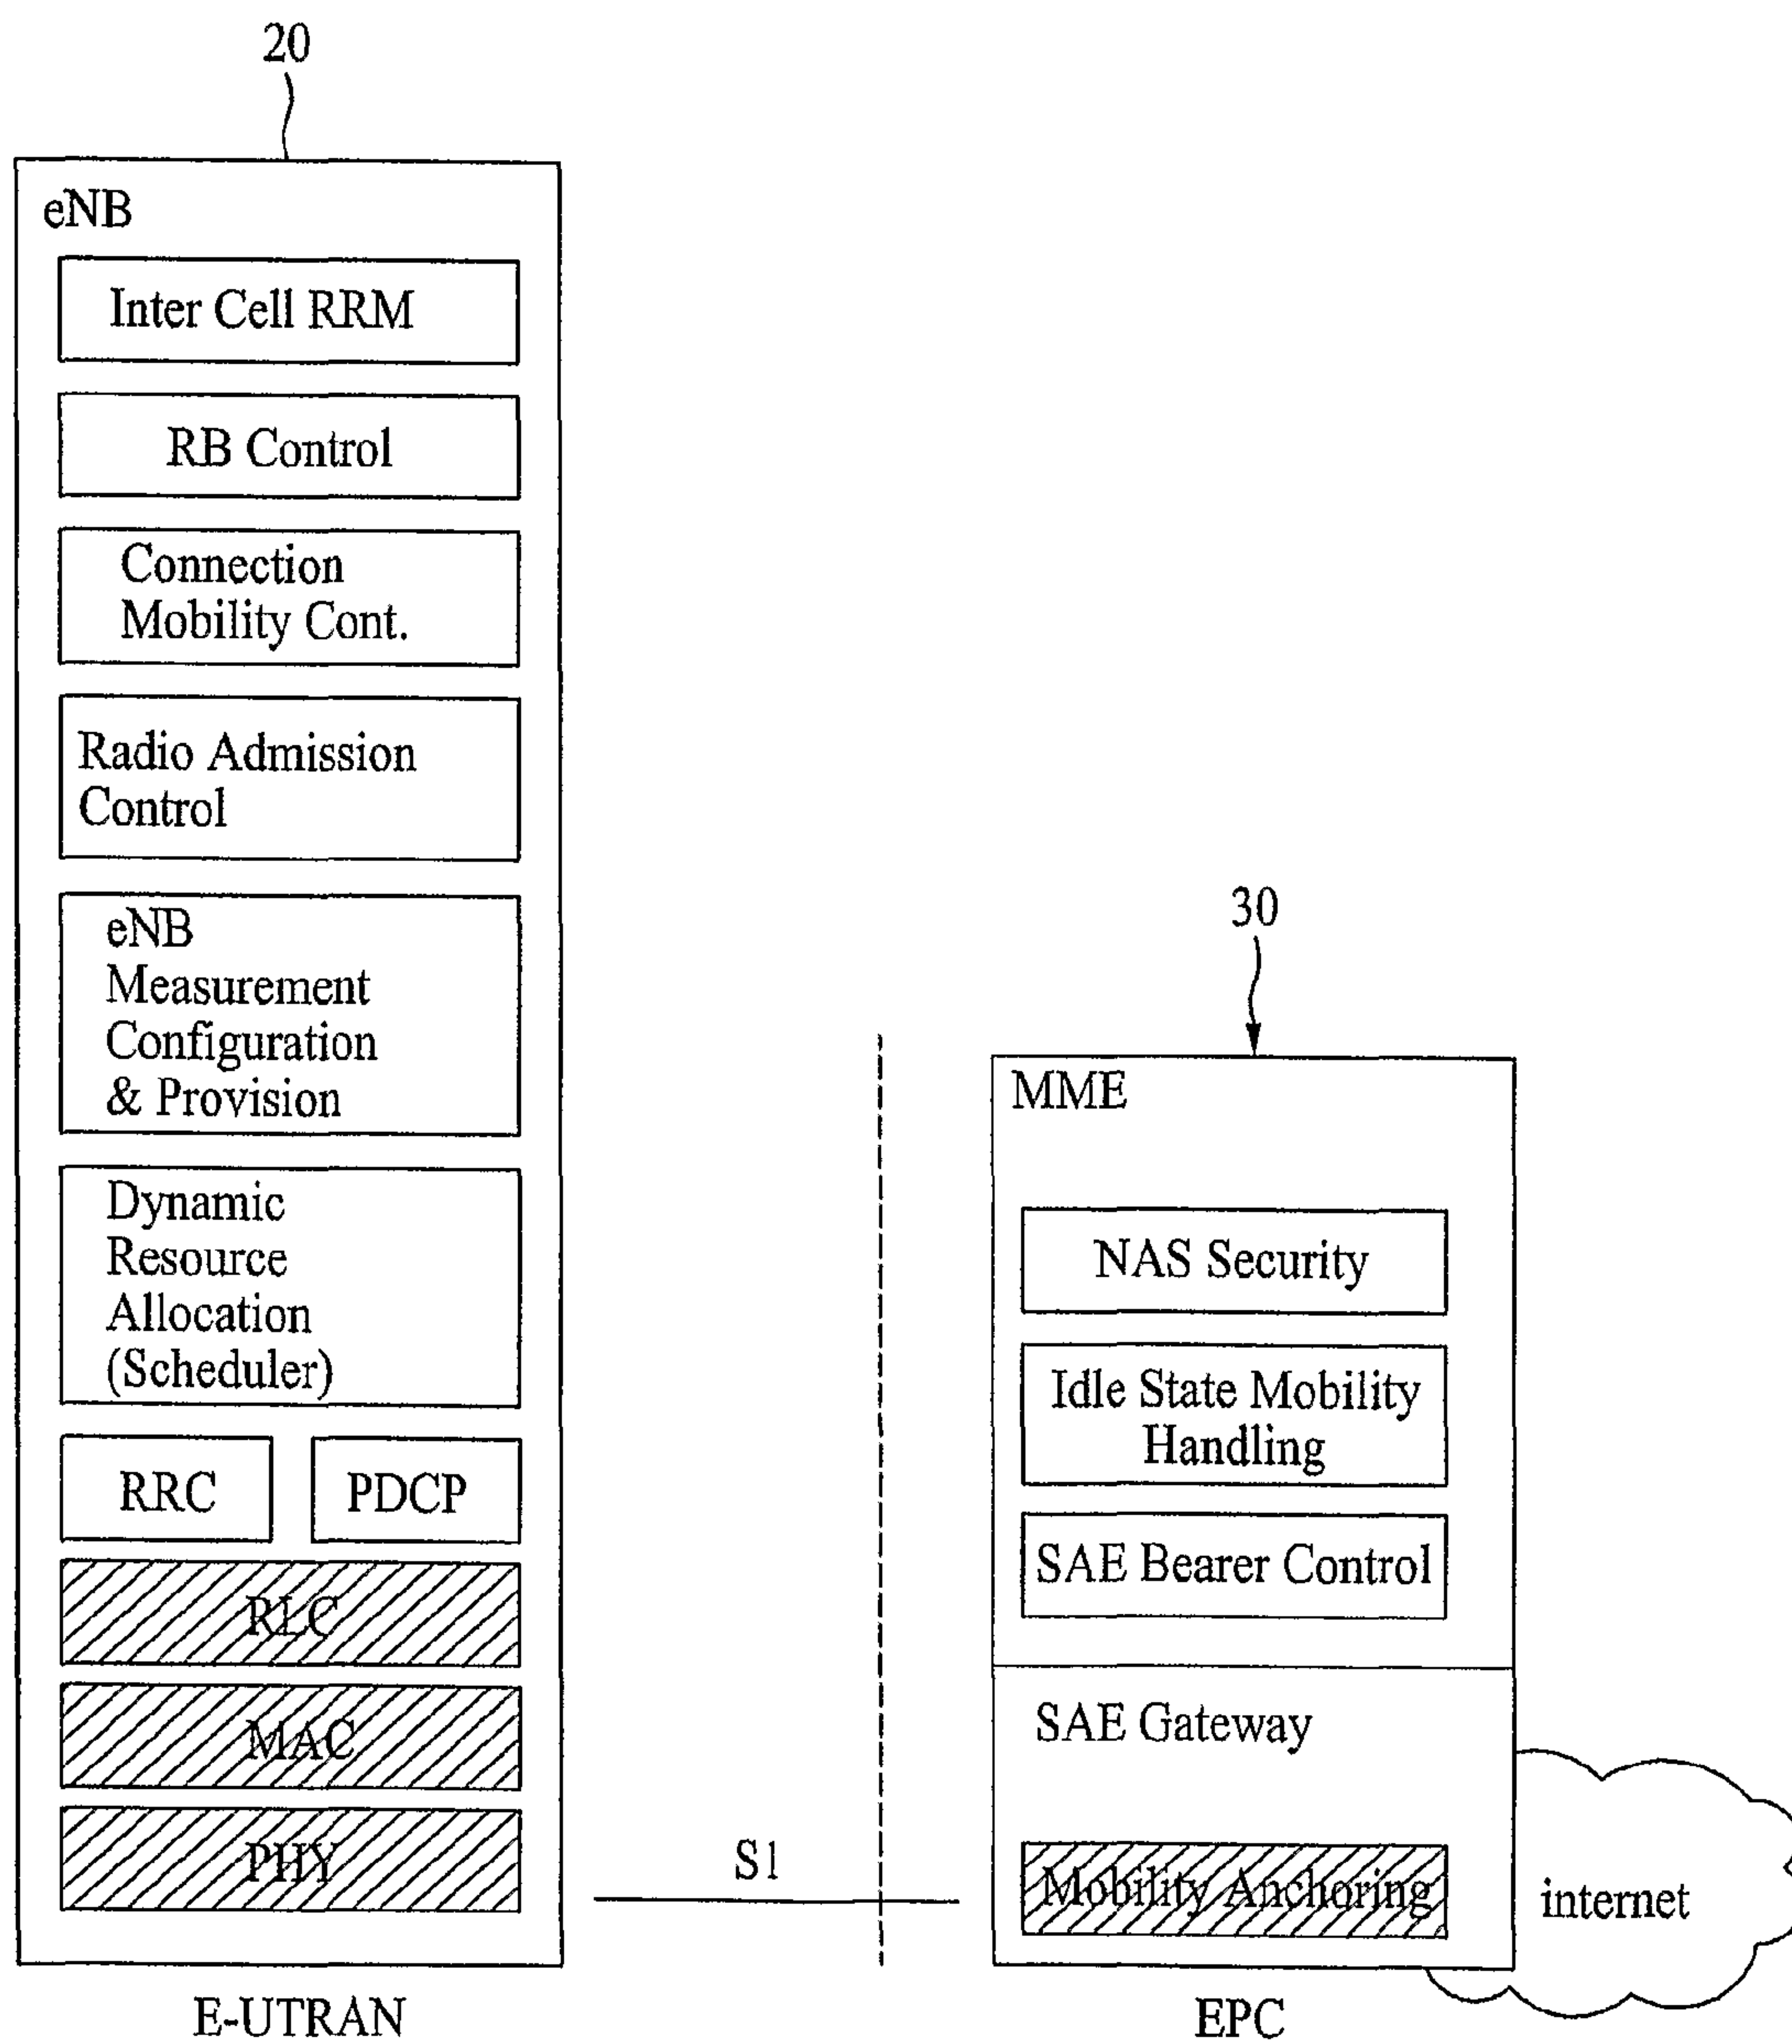 20
eNB
Inter Cell RRM
RB Control
Connection
Mobility Cont.
Radio Admission
Control
eNB
Measurement
Configuration
& Provision
Dynamic
Resource
Allocation
(Scheduler)
RRC
PDCP
RLC
MAC
PHY
E-UTRAN
S1
30
MME
NAS Security
Idle State Mobility
Handling
SAE Bearer Control
SAE Gateway
Mobility Anchoring
internet
EPC